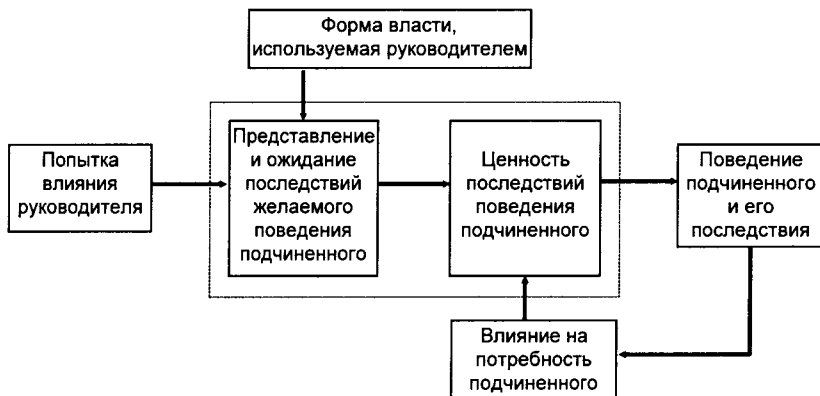 Форма власти,
используемая руководителем
Попытка
влияния
руководителя
Представление
и ожидание
последствий
желаемого
поведения
подчиненного
Ценность
последствий
поведения
подчиненного
Поведение
подчиненного
и его
последствия
Влияние на
потребность
подчиненного